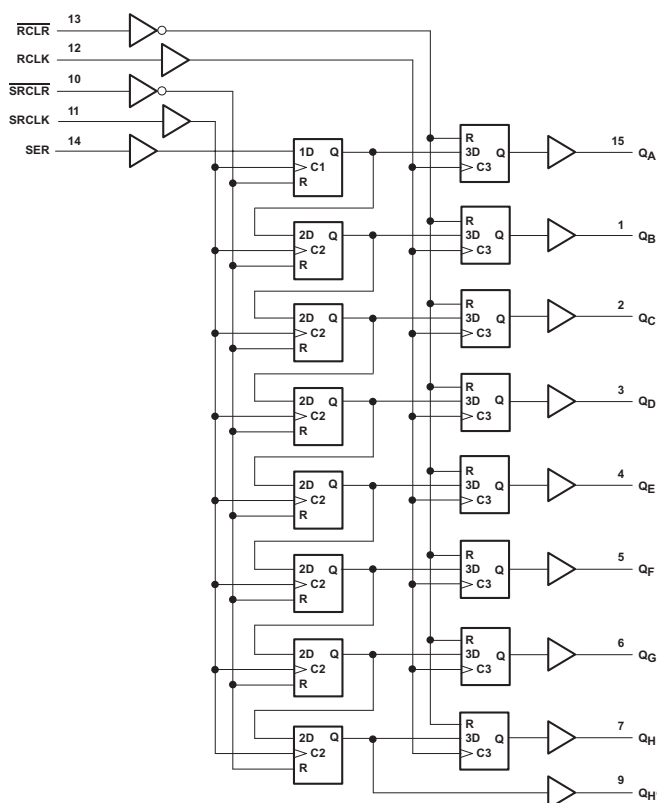 RCLR 13
RCLK 12
SRCLR 10
SRCLK 11
SER 14
1D Q
C1
R
R
3D Q
C3
15 QA
2D Q
C2
R
R
3D Q
C3
1 QB
2D Q
C2
R
R
3D Q
C3
2 QC
2D Q
C2
R
R
3D Q
C3
3 QD
2D Q
C2
R
R
3D Q
C3
4 QE
2D Q
C2
R
R
3D Q
C3
5 QF
2D Q
C2
R
R
3D Q
C3
6 QG
2D Q
C2
R
R
3D Q
C3
7 QH
9 QH'